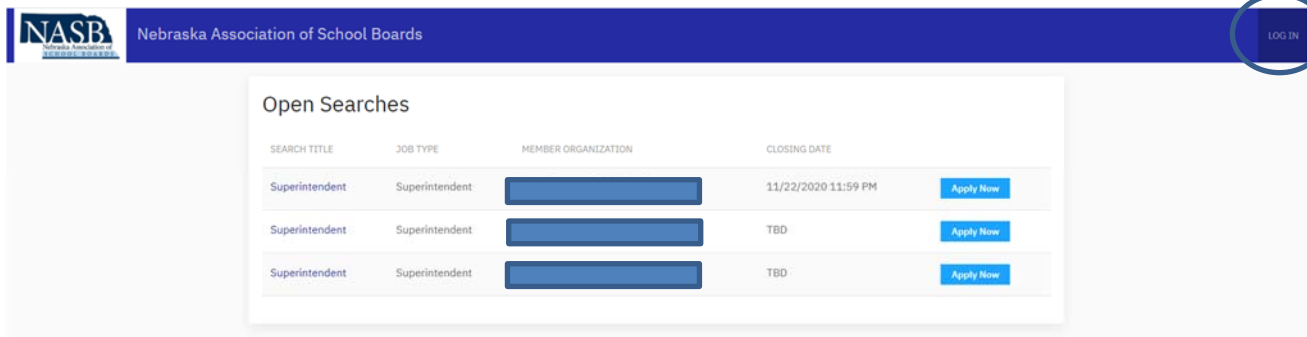 NASB
Nebraska Association of
SCHOOL BOARDS
Nebraska Association of School Boards
LOG IN
Open Searches
SEARCH TITLE JOB TYPE MEMBER ORGANIZATION CLOSING DATE
Superintendent Superintendent 11/22/2020 11:59 PM Apply Now
Superintendent Superintendent TBD Apply Now
Superintendent Superintendent TBD Apply Now